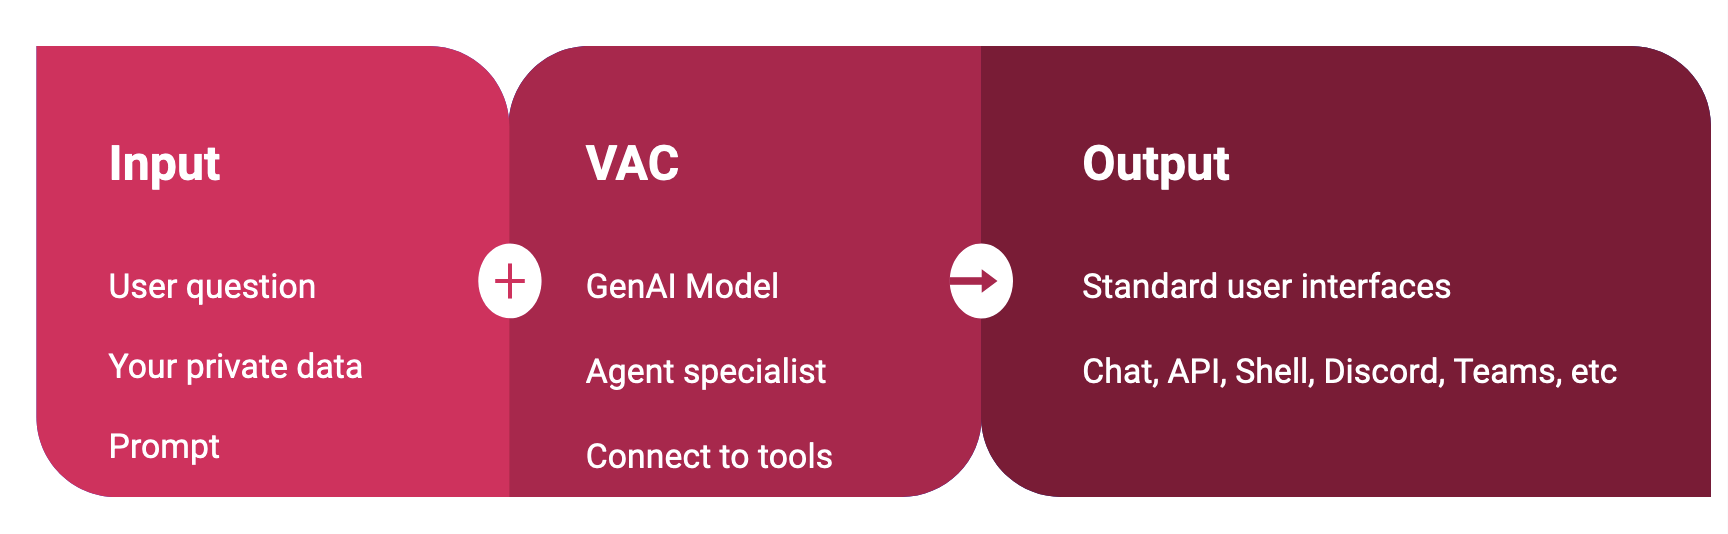 Input
User question
Your private data
Prompt
VAC
GenAI Model
Agent specialist
Connect to tools
Output
Standard user interfaces
Chat, API, Shell, Discord, Teams, etc